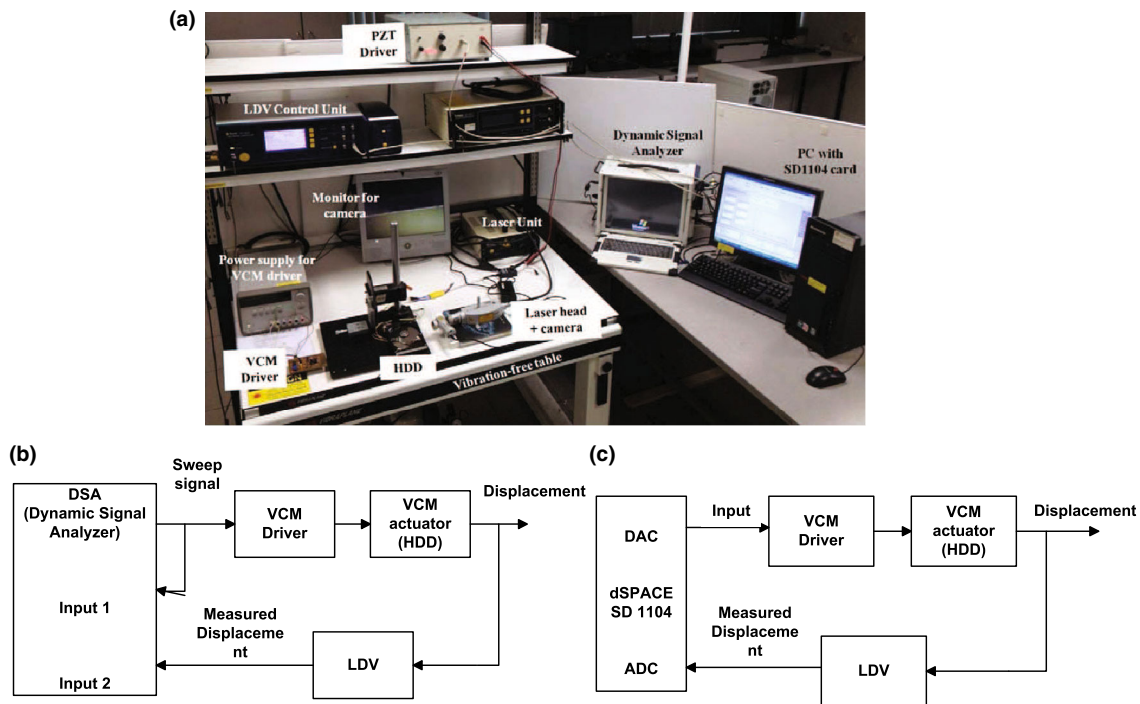 (a)
PZT
Driver
LDV Control Unit
Dynamic Signal
Analyzer
PC with
SD1104 card
Monitor for
camera
Laser Unit
Power supply for
VCM driver
Laser head
+ camera
VCM
Driver
HDD
Vibration-free table
(b)
Sweep
signal
DSA
(Dynamic Signal
Analyzer)
VCM
Driver
VCM
actuator
(HDD)
Displacement
Input 1
Measured
Displaceme
nt
LDV
Input 2
(c)
DAC
Input
VCM
Driver
VCM
actuator
(HDD)
Displacement
dSPACE
SD 1104
Measured
Displaceme
nt
ADC
LDV